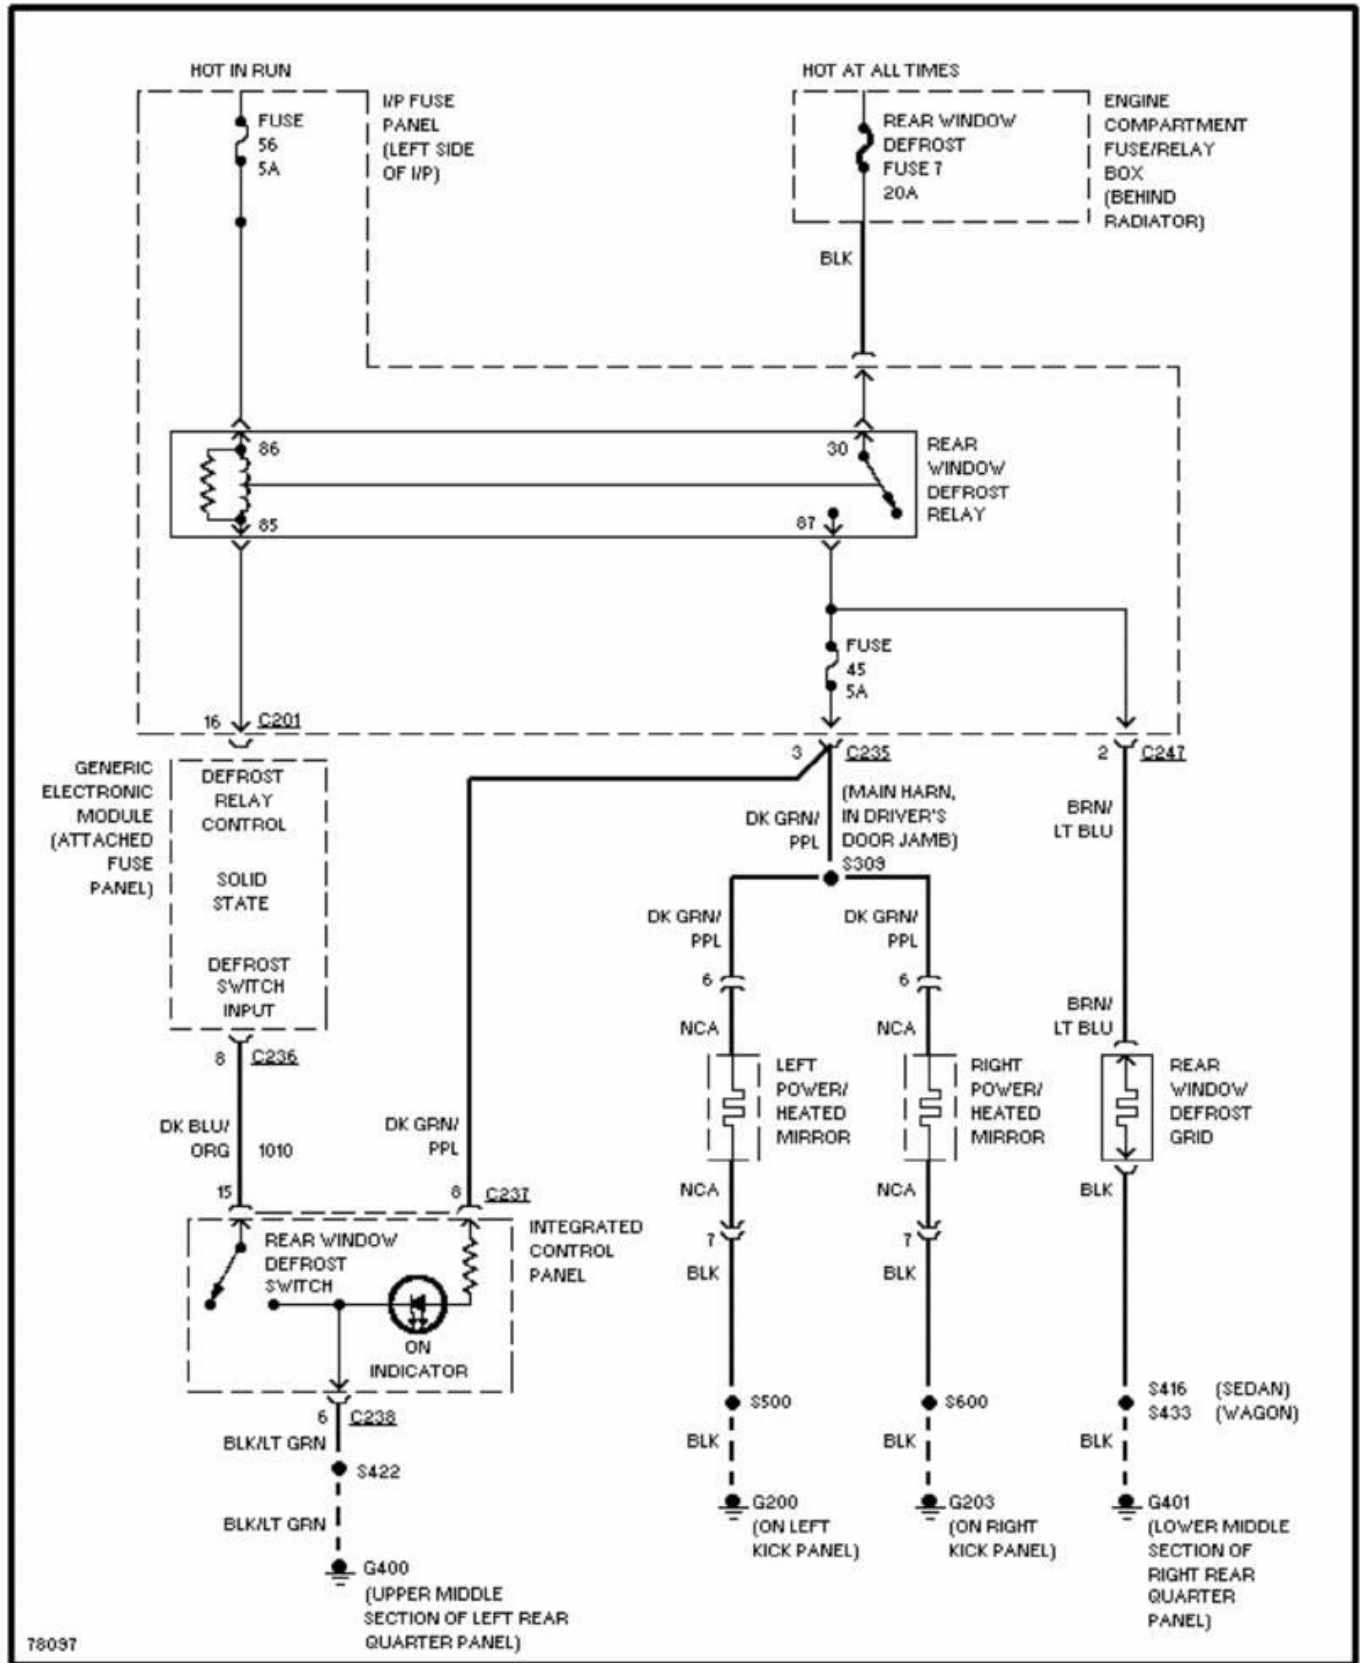 HOT IN RUN
HOT AT ALL TIMES
FUSE
56
5A
I/P FUSE
PANEL
(LEFT SIDE
OF I/P)
REAR WINDOW
DEFROST
FUSE 7
20A
ENGINE
COMPARTMENT
FUSE/RELAY
BOX
(BEHIND
RADIATOR)
BLK
86
30
85
87
REAR
WINDOW
DEFROST
RELAY
FUSE
45
5A
16 C201
3 C235
2 C247
GENERIC
ELECTRONIC
MODULE
(ATTACHED
FUSE
PANEL)
DEFROST
RELAY
CONTROL
SOLID
STATE
DEFROST
SWITCH
INPUT
(MAIN HARN,
IN DRIVER'S
DOOR JAMB)
DK GRN/
PPL
S309
BRN/
LT BLU
DK GRN/
PPL
DK GRN/
PPL
6
6
BRN/
LT BLU
NCA
NCA
8 C236
LEFT
POWER/
HEATED
MIRROR
RIGHT
POWER/
HEATED
MIRROR
REAR
WINDOW
DEFROST
GRID
DK BLU/
ORG
1010
DK GRN/
PPL
15
8 C237
NCA
NCA
BLK
7
7
REAR WINDOW
DEFROST
SWITCH
INTEGRATED
CONTROL
PANEL
BLK
BLK
ON
INDICATOR
6 C238
BLK/LT GRN
S422
BLK/LT GRN
G400
(UPPER MIDDLE
SECTION OF LEFT REAR
QUARTER PANEL)
S500
S600
S416 (SEDAN)
S433 (WAGON)
BLK
BLK
BLK
G200
(ON LEFT
KICK PANEL)
G203
(ON RIGHT
KICK PANEL)
G401
(LOWER MIDDLE
SECTION OF
RIGHT REAR
QUARTER
PANEL)
78097